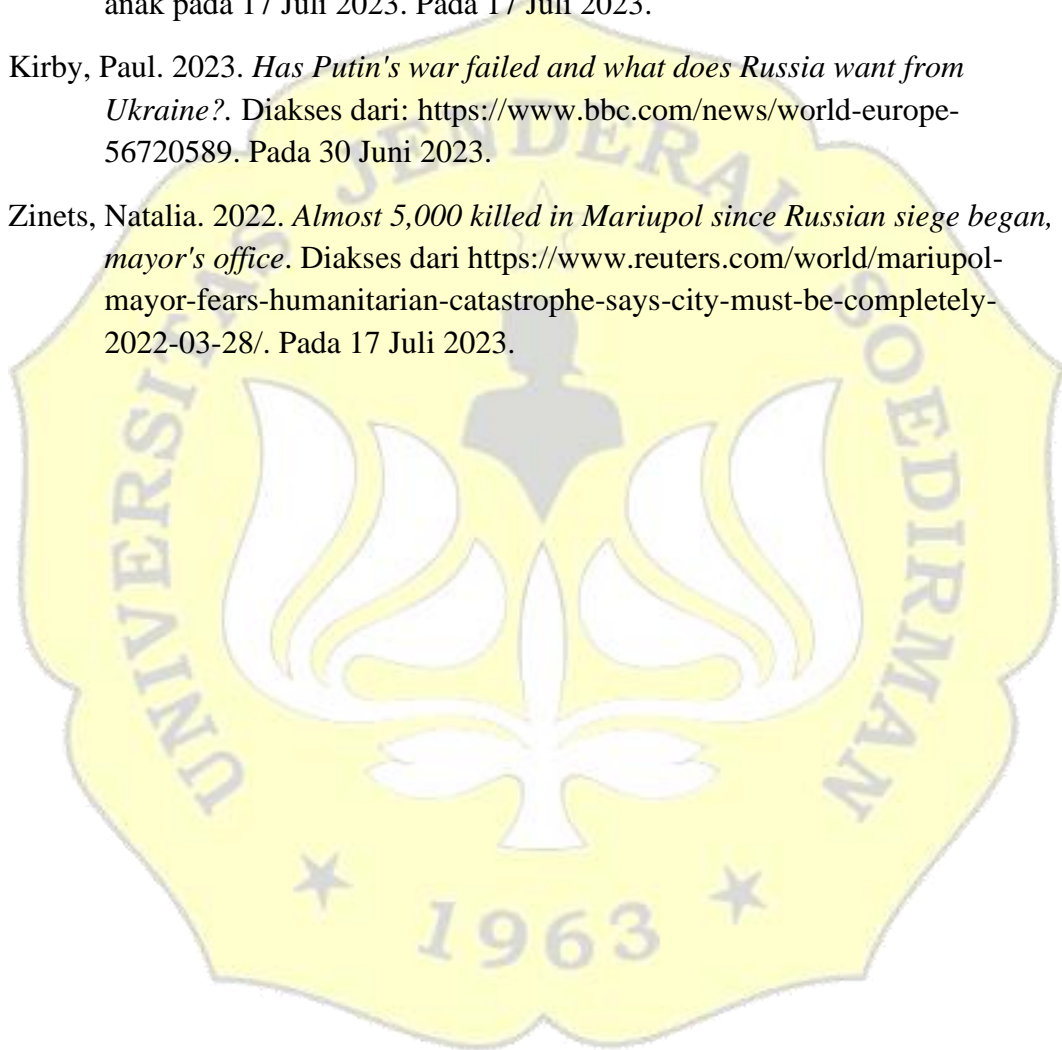 anak pada 17 Juli 2023. Pada 17 Juli 2023.
Kirby, Paul. 2023. Has Putin's war failed and what does Russia want from
Ukraine?. Diakses dari: https://www.bbc.com/news/world-europe-
56720589. Pada 30 Juni 2023.
Zinets, Natalia. 2022. Almost 5,000 killed in Mariupol since Russian siege began,
mayor's office. Diakses dari https://www.reuters.com/world/mariupol-
mayor-fears-humanitarian-catastrophe-says-city-must-be-completely-
2022-03-28/. Pada 17 Juli 2023.
UNIVERSITAS JENDERAL SOEDIRMAN
1963